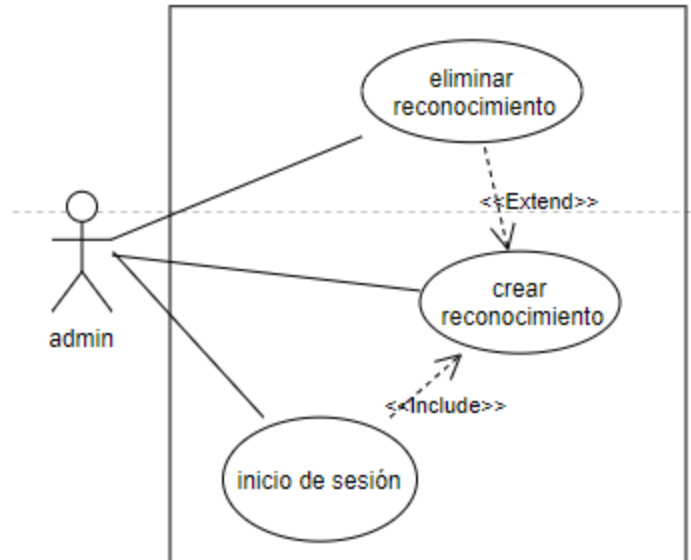 eliminar
reconocimiento
<<Extend>>
crear
reconocimiento
admin
<<Include>>
inicio de sesión